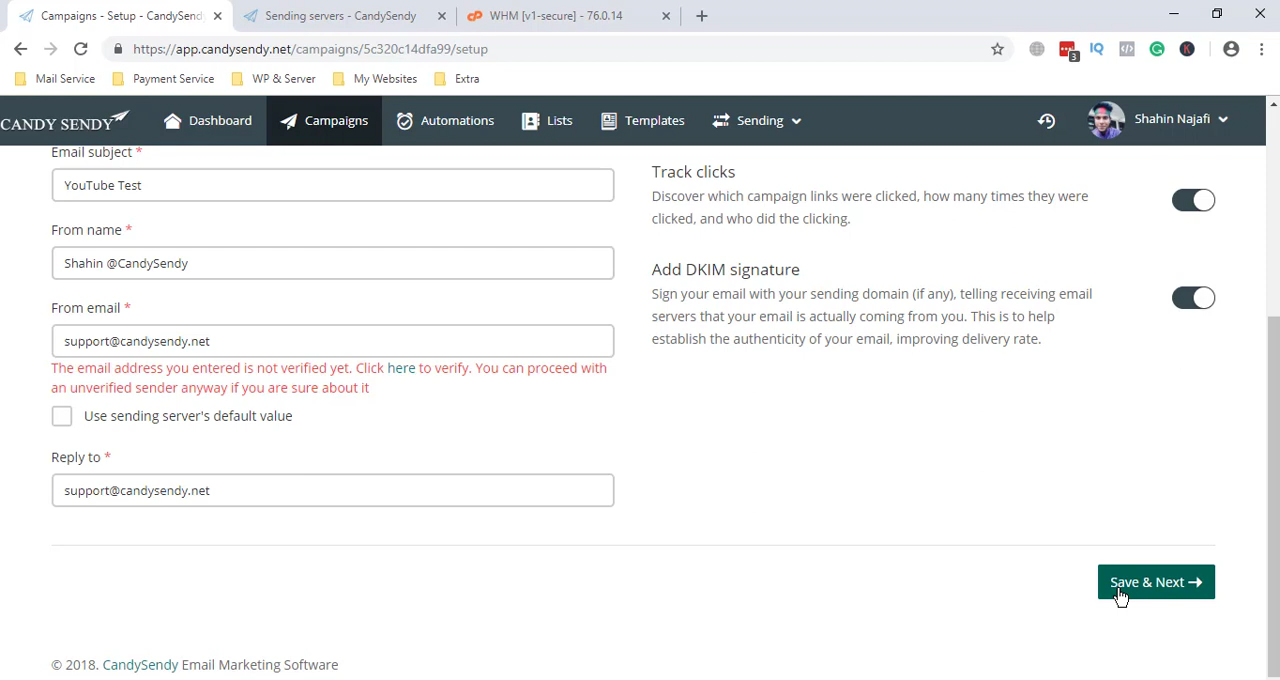 Campaigns - Setup - CandySend
Sending servers - CandySendy
WHM [v1-secure] - 76.0.14
https://app.candysendy.net/campaigns/5c320c14dfa99/setup
3
IQ
K
Mail Service
Payment Service
WP & Server
My Websites
Extra
CANDY SENDY
Dashboard
Campaigns
Automations
Lists
Templates
Sending
Shahin Najafi
Email subject *
YouTube Test
From name *
Shahin @CandySendy
From email *
support@candysendy.net
The email address you entered is not verified yet. Click here to verify. You can proceed with
an unverified sender anyway if you are sure about it
Use sending server's default value
Reply to *
support@candysendy.net
Track clicks
Discover which campaign links were clicked, how many times they were
clicked, and who did the clicking.
Add DKIM signature
Sign your email with your sending domain (if any), telling receiving email
servers that your email is actually coming from you. This is to help
establish the authenticity of your email, improving delivery rate.
Save & Next
© 2018. CandySendy Email Marketing Software